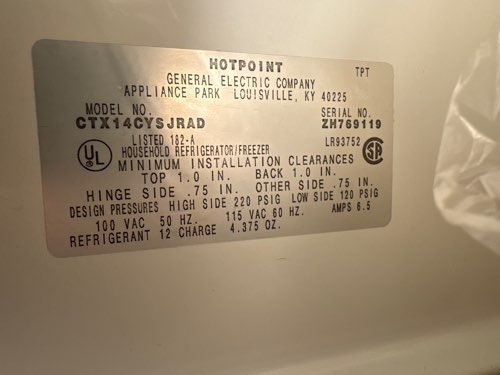 HOTPOINT
TPT
GENERAL ELECTRIC COMPANY
APPLIANCE PARK LOUISVILLE, KY 40225
MODEL NO. SERIAL NO.
CTX14CYSJRAD ZH769119
UL LISTED 182-A LR93752 SA
HOUSEHOLD REFRIGERATOR/FREEZER
MINIMUM INSTALLATION CLEARANCES
TOP 1.0 IN. BACK 1.0 IN.
HINGE SIDE .75 IN. OTHER SIDE .75 IN.
DESIGN PRESSURES HIGH SIDE 220 PSIG LOW SIDE 120 PSIG
100 VAC 50 HZ. 115 VAC 60 HZ. AMPS 6.5
REFRIGERANT 12 CHARGE 4.375 OZ.